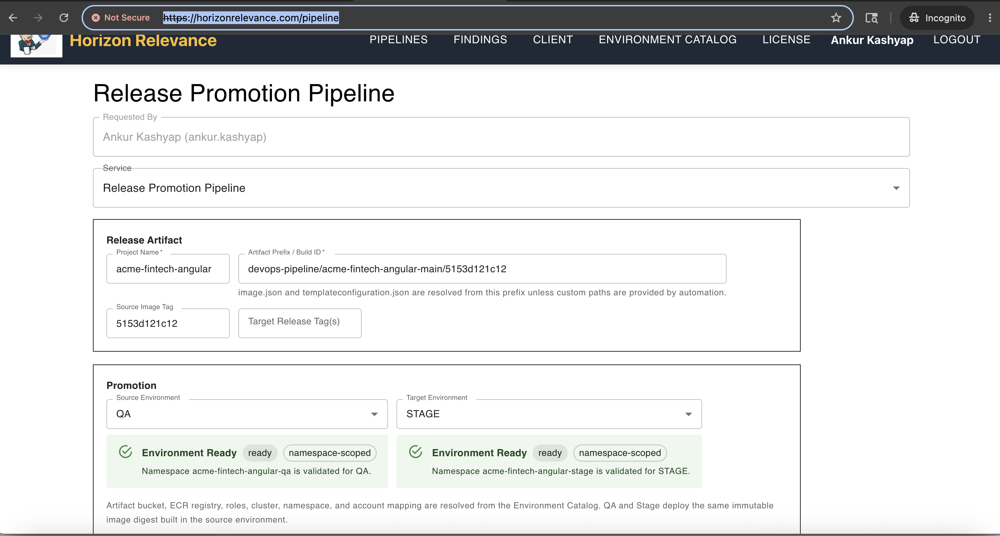 Not Secure https://horizonrelevance.com/pipeline Incognito
Horizon Relevance PIPELINES FINDINGS CLIENT ENVIRONMENT CATALOG LICENSE Ankur Kashyap LOGOUT
Release Promotion Pipeline
Requested By
Ankur Kashyap (ankur.kashyap)
Service
Release Promotion Pipeline
Release Artifact
Project Name * Artifact Prefix / Build ID *
acme-fintech-angular devops-pipeline/acme-fintech-angular-main/5153d121c12
image.json and templateconfiguration.json are resolved from this prefix unless custom paths are provided by automation.
Source Image Tag
5153d121c12 Target Release Tag(s)
Promotion
Source Environment Target Environment
QA STAGE
Environment Ready ready namespace-scoped Environment Ready ready namespace-scoped
Namespace acme-fintech-angular-qa is validated for QA. Namespace acme-fintech-angular-stage is validated for STAGE.
Artifact bucket, ECR registry, roles, cluster, namespace, and account mapping are resolved from the Environment Catalog. QA and Stage deploy the same immutable
image digest built in the source environment.